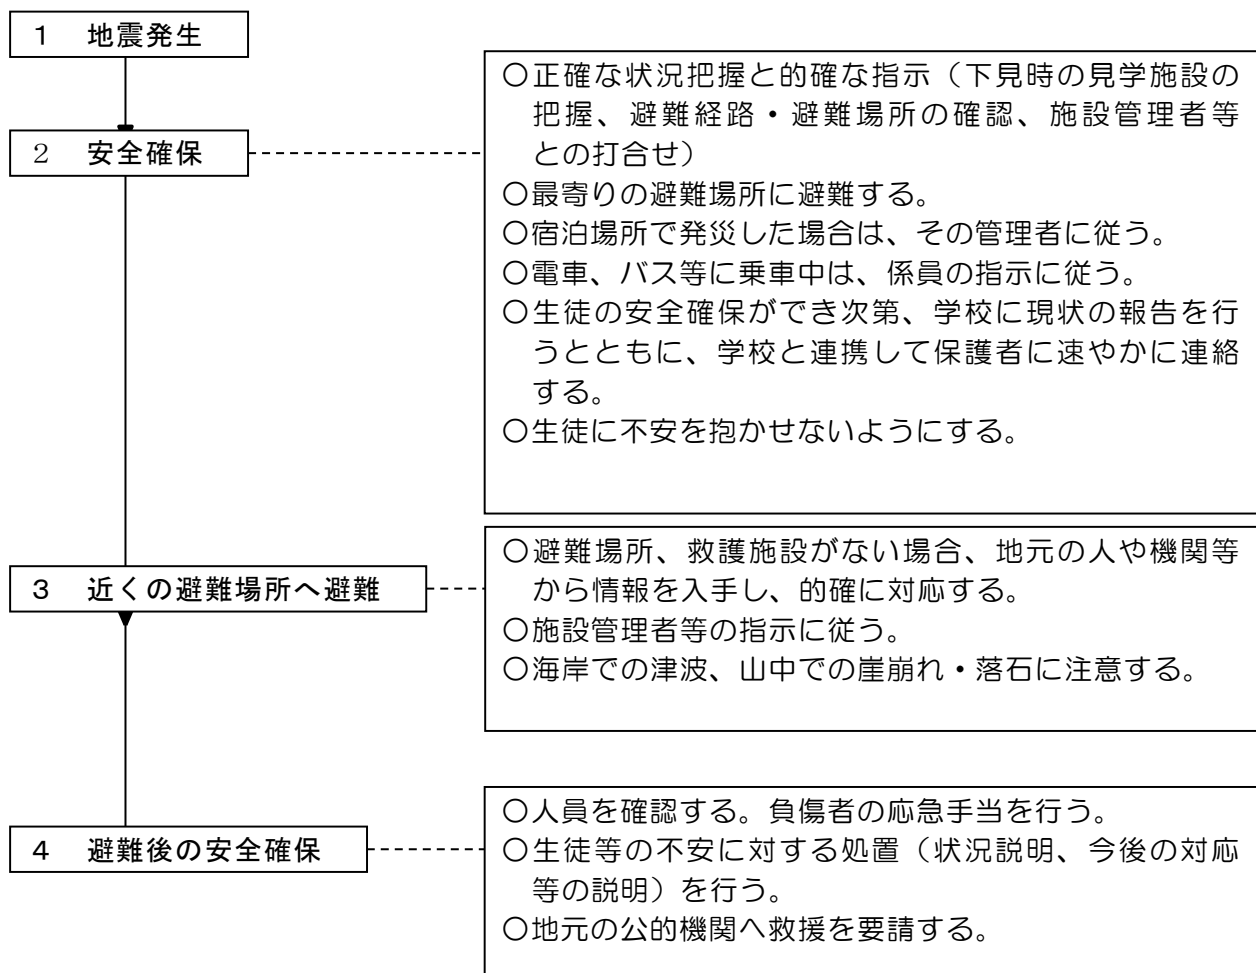 1 地震発生
2 安全確保
○正確な状況把握と的確な指示（下見時の見学施設の
把握、避難経路・避難場所の確認、施設管理者等
との打合せ）
○最寄りの避難場所に避難する。
○宿泊場所で発災した場合は、その管理者に従う。
○電車、バス等に乗車中は、係員の指示に従う。
○生徒の安全確保ができ次第、学校に現状の報告を行
うとともに、学校と連携して保護者に速やかに連絡
する。
○生徒に不安を抱かせないようにする。
3 近くの避難場所へ避難
○避難場所、救護施設がない場合、地元の人や機関等
から情報を入手し、的確に対応する。
○施設管理者等の指示に従う。
○海岸での津波、山中での崖崩れ・落石に注意する。
4 避難後の安全確保
○人員を確認する。負傷者の応急手当を行う。
○生徒等の不安に対する処置（状況説明、今後の対応
等の説明）を行う。
○地元の公的機関へ救援を要請する。